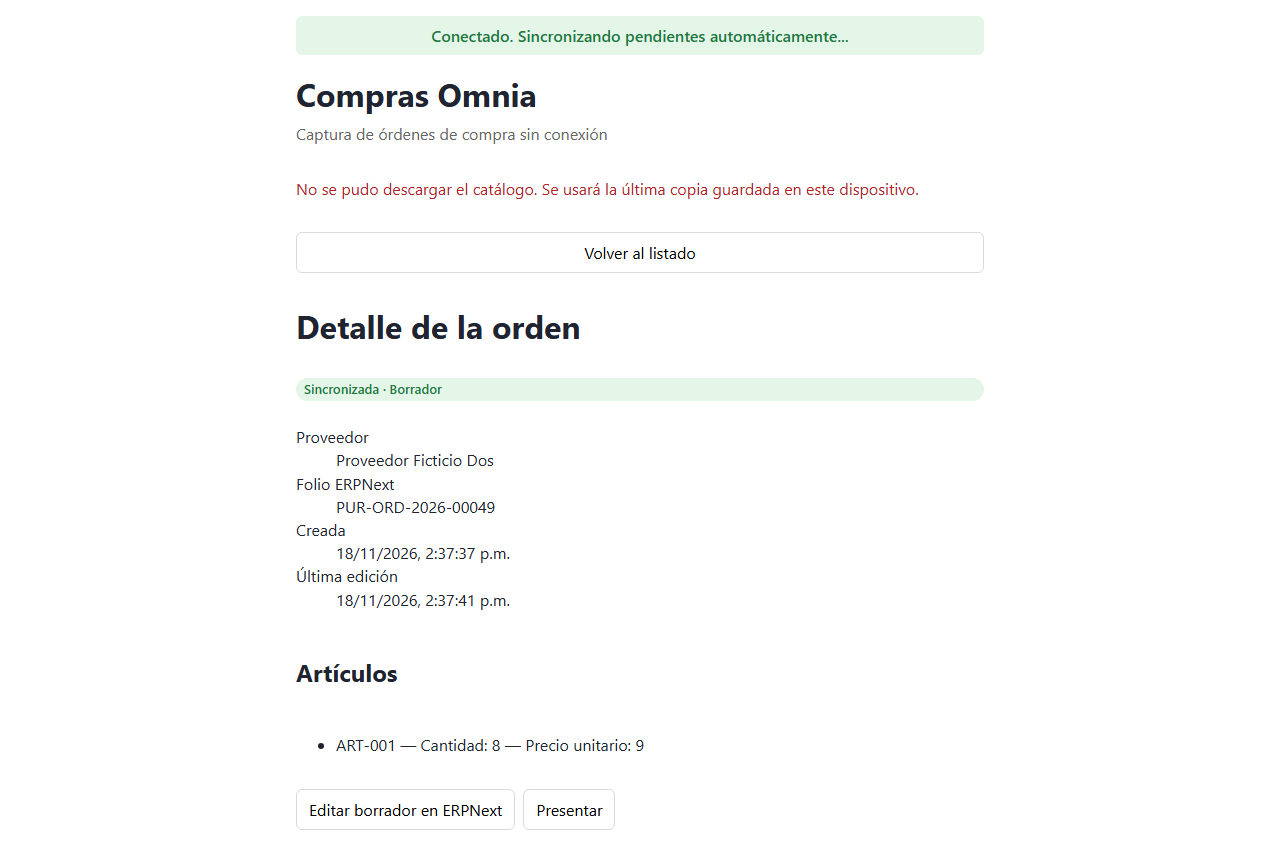 Conectado. Sincronizando pendientes automáticamente...
Compras Omnia
Captura de órdenes de compra sin conexión
No se pudo descargar el catálogo. Se usará la última copia guardada en este dispositivo.
Volver al listado
Detalle de la orden
Sincronizada · Borrador
Proveedor
Proveedor Ficticio Dos
Folio ERPNext
PUR-ORD-2026-00049
Creada
18/11/2026, 2:37:37 p.m.
Última edición
18/11/2026, 2:37:41 p.m.
Artículos
• ART-001 — Cantidad: 8 — Precio unitario: 9
Editar borrador en ERPNext
Presentar